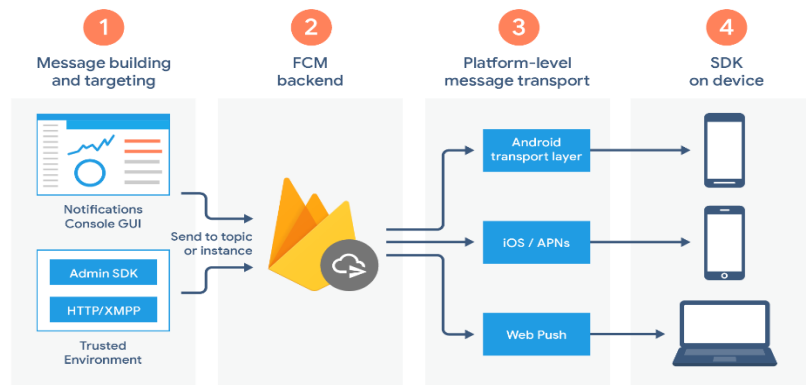 1
Message building
and targeting
2
FCM
backend
3
Platform-level
message transport
4
SDK
on device
Notifications
Console GUI
Send to topic
or instance
Admin SDK
HTTP/XMPP
Trusted
Environment
Android
transport layer
iOS / APNs
Web Push